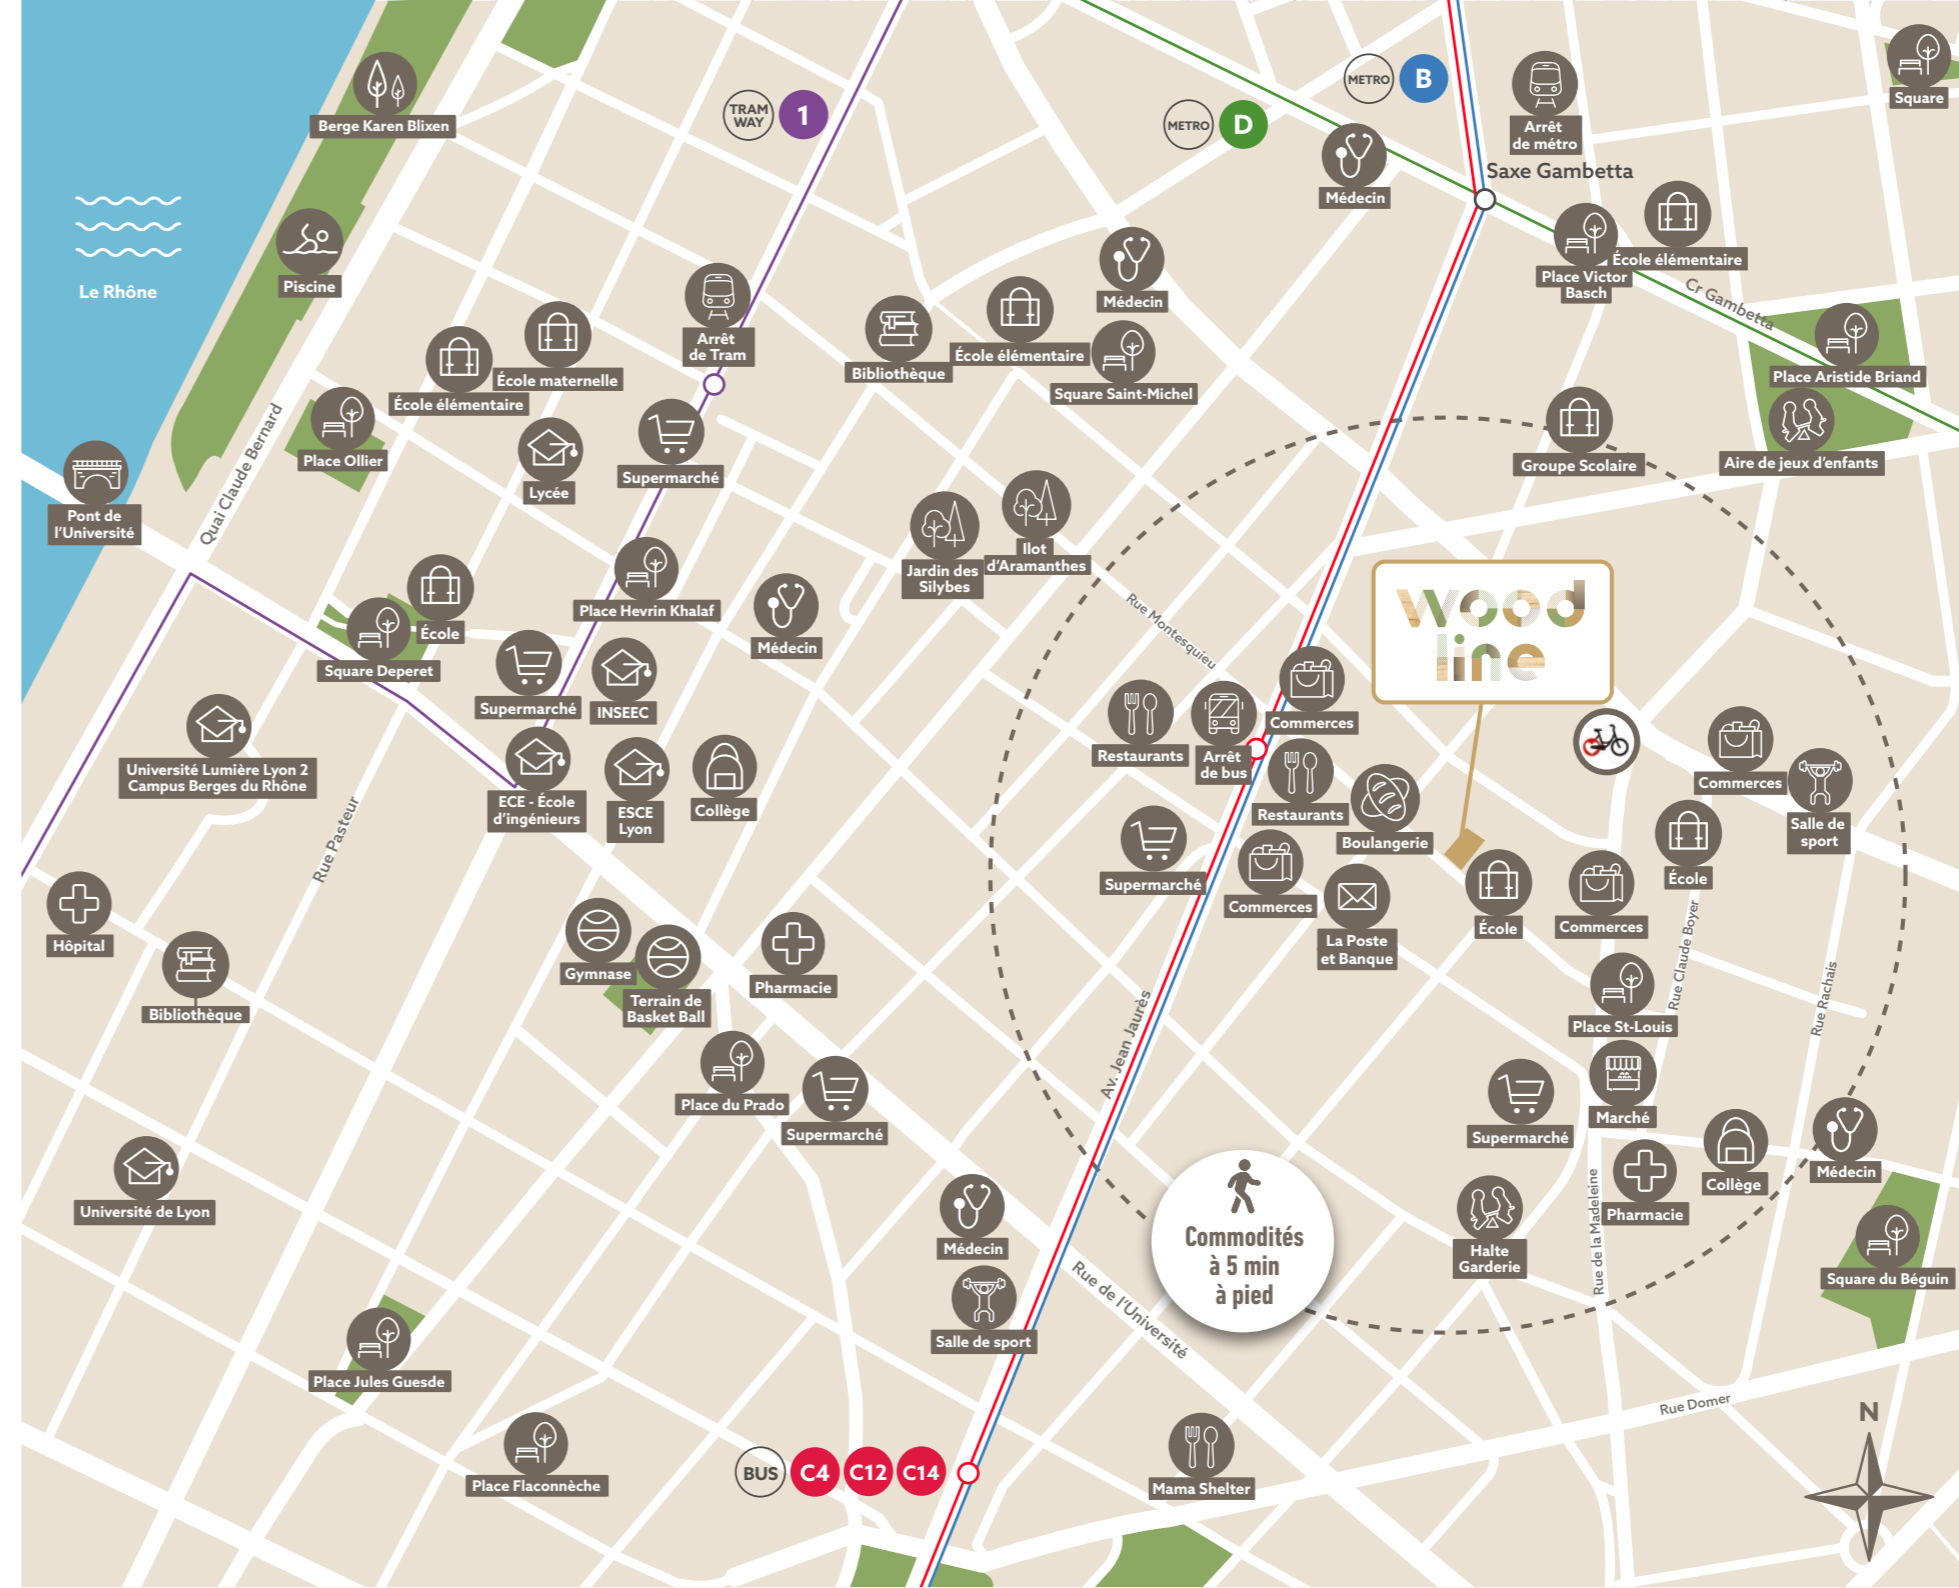 Berge Karen Blixen
TRAM
WAY
1
METRO
B
METRO
D
Arrêt
de métro
Square
Médecin
Saxe Gambetta
Le Rhône
Piscine
École élémentaire
Place Victor
Basch
Cr Gambetta
Médecin
Arrêt
de Tram
Bibliothèque
École élémentaire
Square Saint-Michel
École maternelle
École élémentaire
Place Aristide Briand
Place Ollier
Lycée
Supermarché
Groupe Scolaire
Aire de jeux d'enfants
Quai Claude Bernard
Pont de
l'Université
Ilot
d'Aramanthes
Jardin des
Silybes
École
Square Deperet
Place Hevrin Khalaf
Médecin
Rue Montesquieu
wood
line
Supermarché
INSEEC
Commerces
Restaurants
Arrêt
de bus
Restaurants
Boulangerie
Commerces
Salle de
sport
Université Lumière Lyon 2
Campus Berges du Rhône
ECE - École
d'ingénieurs
ESCE
Lyon
Collège
Rue Pasteur
Supermarché
Commerces
La Poste
et Banque
École
Commerces
École
Rue Claude Boyer
Rue Rachais
Hôpital
Bibliothèque
Gymnase
Terrain de
Basket Ball
Pharmacie
Place St-Louis
Av. Jean Jaurès
Place du Prado
Supermarché
Supermarché
Marché
Collège
Médecin
Pharmacie
Rue de la Madeleine
Université de Lyon
Médecin
Commodités
à 5 min
à pied
Halte
Garderie
Square du Béguin
Salle de sport
Rue de l'Université
Place Jules Guesde
Place Flaconnèche
BUS
C4
C12
C14
Mama Shelter
Rue Domer
N